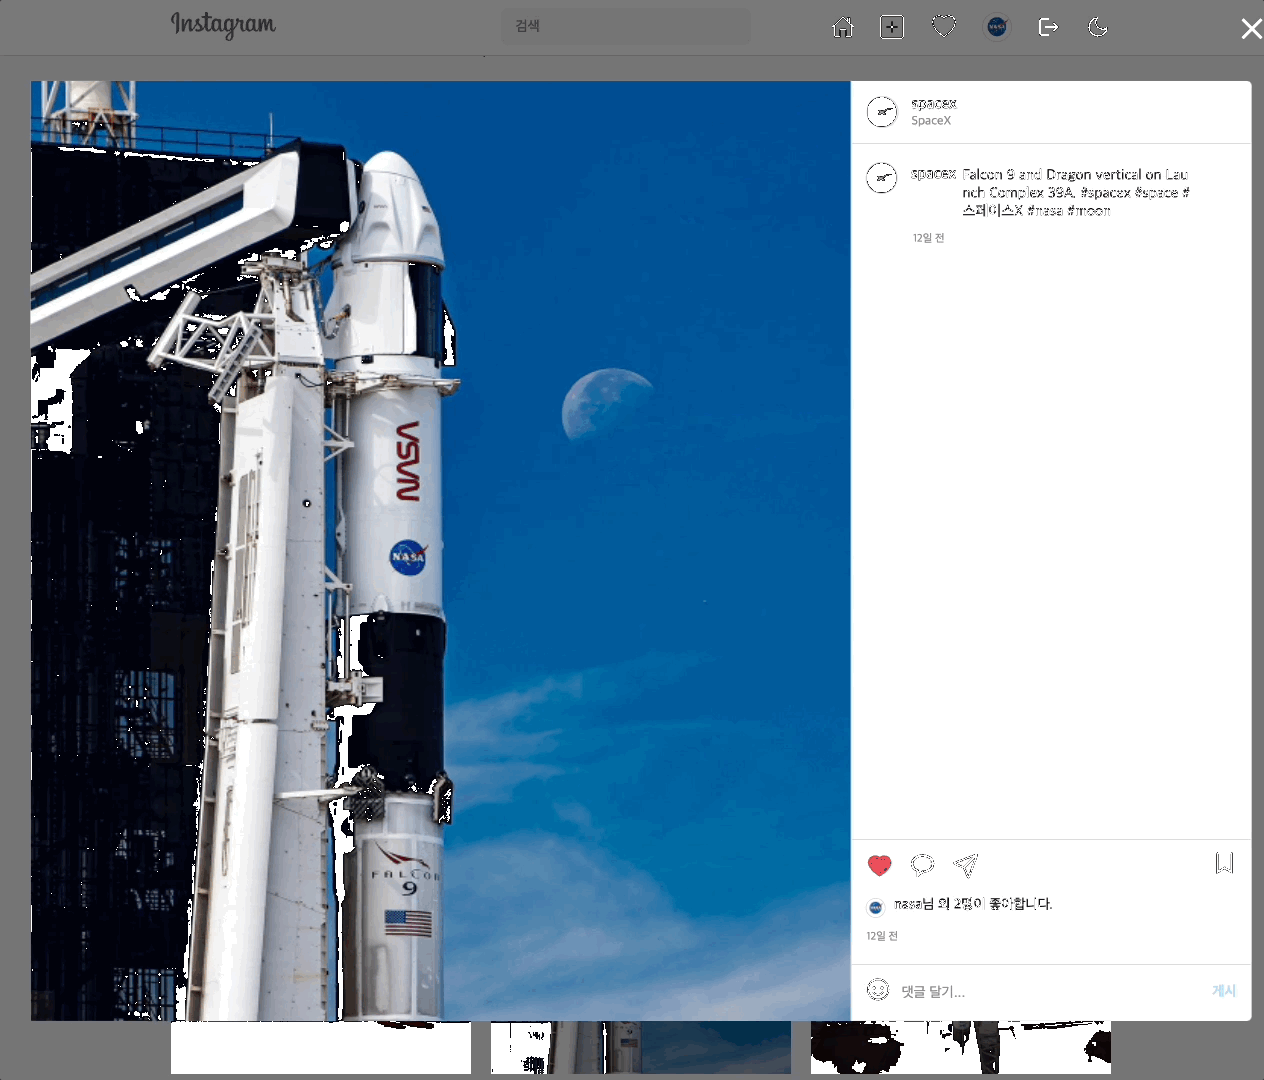 Instagram
검색
NASA
NASA
FALCON
9
spacex
SpaceX
spacex Falcon 9 and Dragon vertical on Lau
nch Complex 39A. #spacex #space #
스페이스X #nasa #moon
12일 전
nasa님 외 2명이 좋아합니다.
12일 전
댓글 달기...
게시